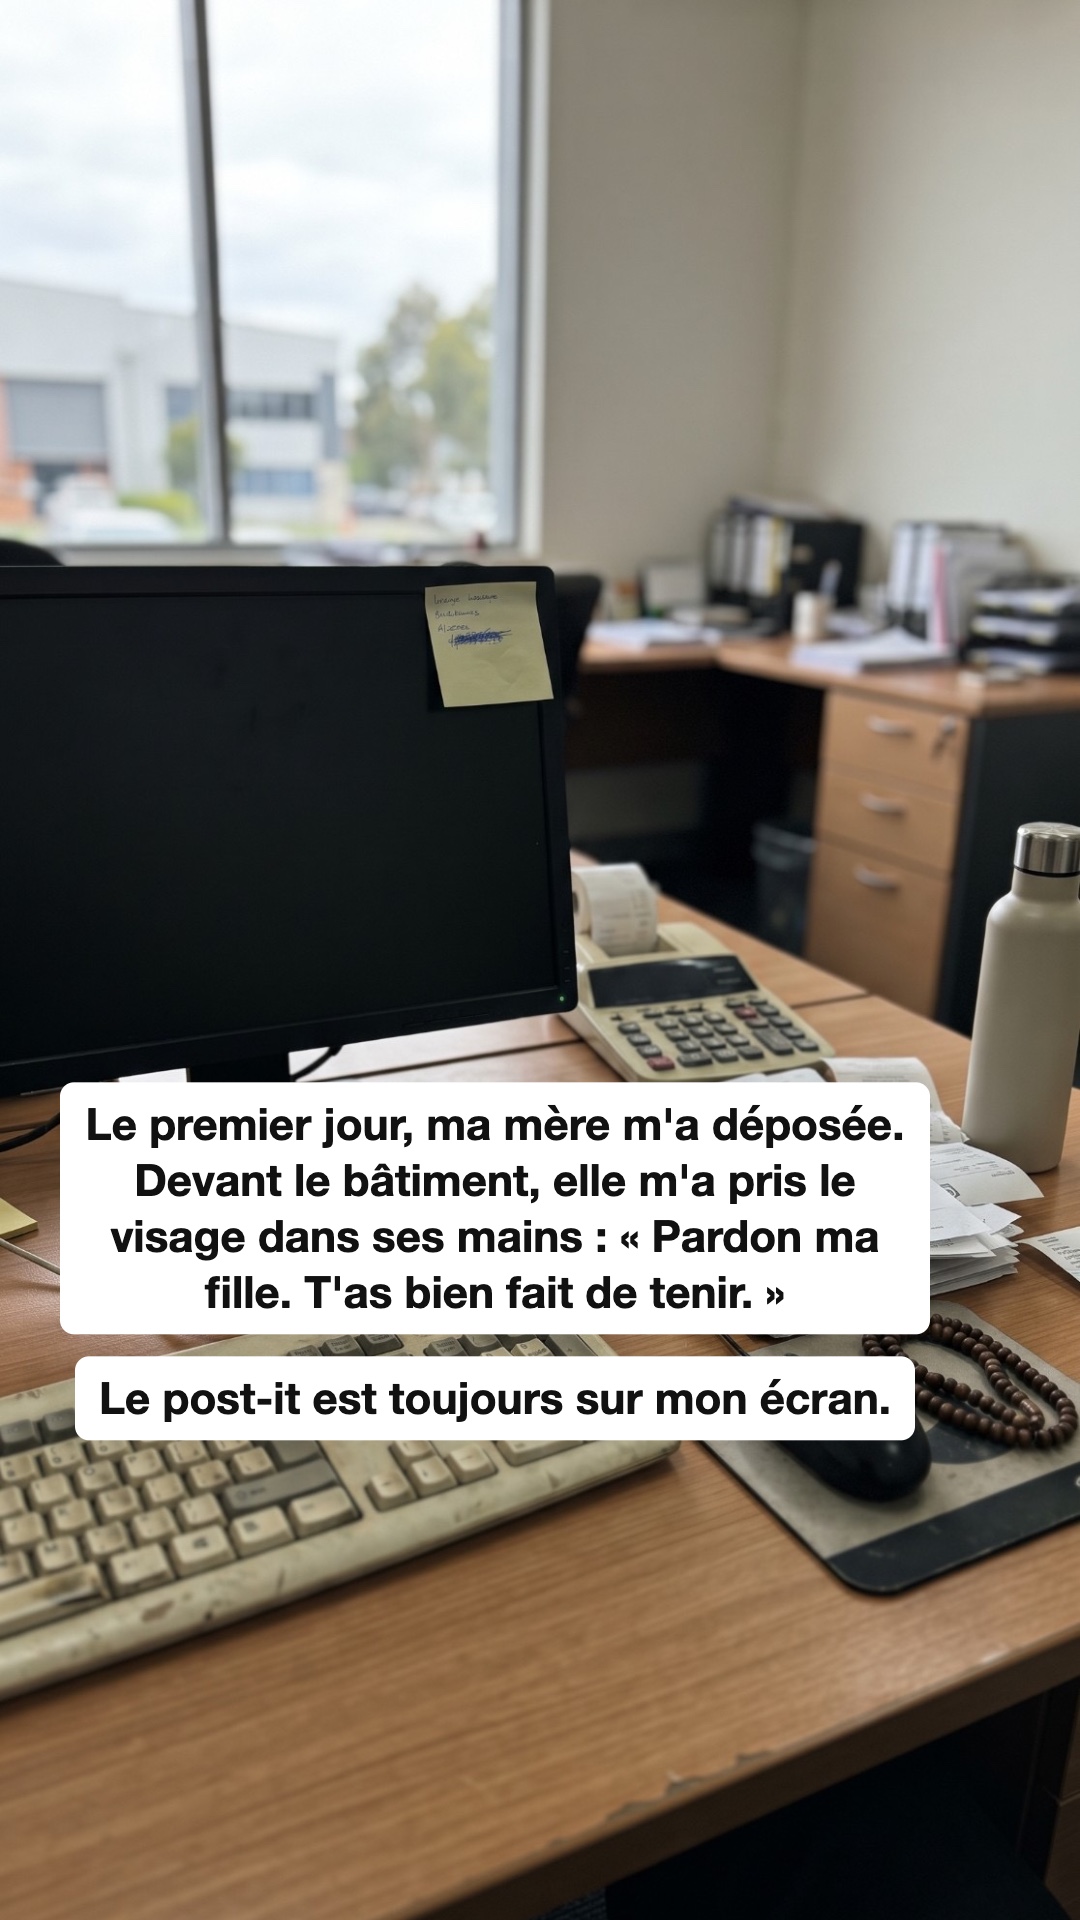 Le premier jour, ma mère m'a déposée.
Devant le bâtiment, elle m'a pris le
visage dans ses mains : « Pardon ma
fille. T'as bien fait de tenir. »
Le post-it est toujours sur mon écran.